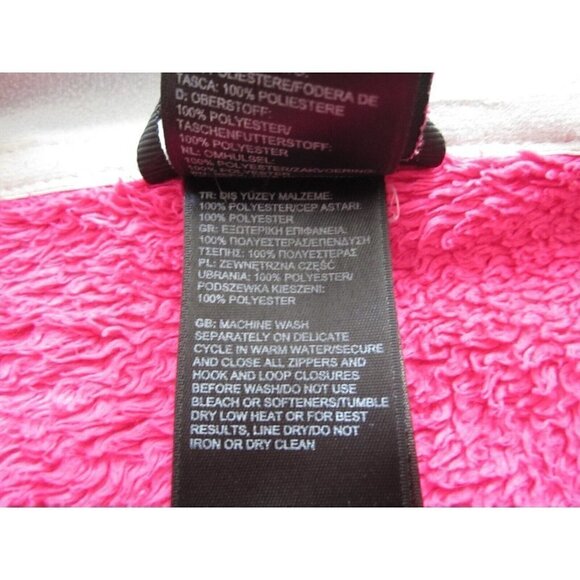 POLIESTERE/FODERA DE
TASCA: 100% POLIESTERE
D: OBERSTOFF:
100% POLYESTER/
TASCHENFUTTERSTOFF:
100% POLYESTER
NL: OMHULSEL:
100% POLYESTER/ZAKVOERING
TR: DIŞ YÜZEY MALZEME:
100% POLYESTER/CEP ASTARI:
100% POLYESTER
GR: ΕΞΩΤΕΡΙΚΗ ΕΠΙΦΑΝΕΙΑ:
100% ΠΟΛΥΕΣΤΕΡΑΣ/ΕΠΕΝΔΥΣΗ
ΤΣΕΠΗΣ: 100% ΠΟΛΥΕΣΤΕΡΑΣ
PL: ZEWNĘTRZNA CZĘŚĆ
UBRANIA: 100% POLYESTER/
PODSZEWKA KIESZENI:
100% POLYESTER
GB: MACHINE WASH
SEPARATELY ON DELICATE
CYCLE IN WARM WATER/SECURE
AND CLOSE ALL ZIPPERS AND
HOOK AND LOOP CLOSURES
BEFORE WASH/DO NOT USE
BLEACH OR SOFTENERS/TUMBLE
DRY LOW HEAT OR FOR BEST
RESULTS, LINE DRY/DO NOT
IRON OR DRY CLEAN